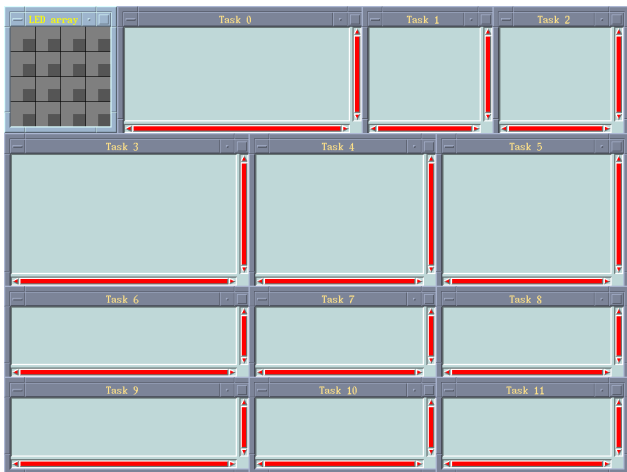 LED array
Task 0
Task 1
Task 2
Task 3
Task 4
Task 5
Task 6
Task 7
Task 8
Task 9
Task 10
Task 11